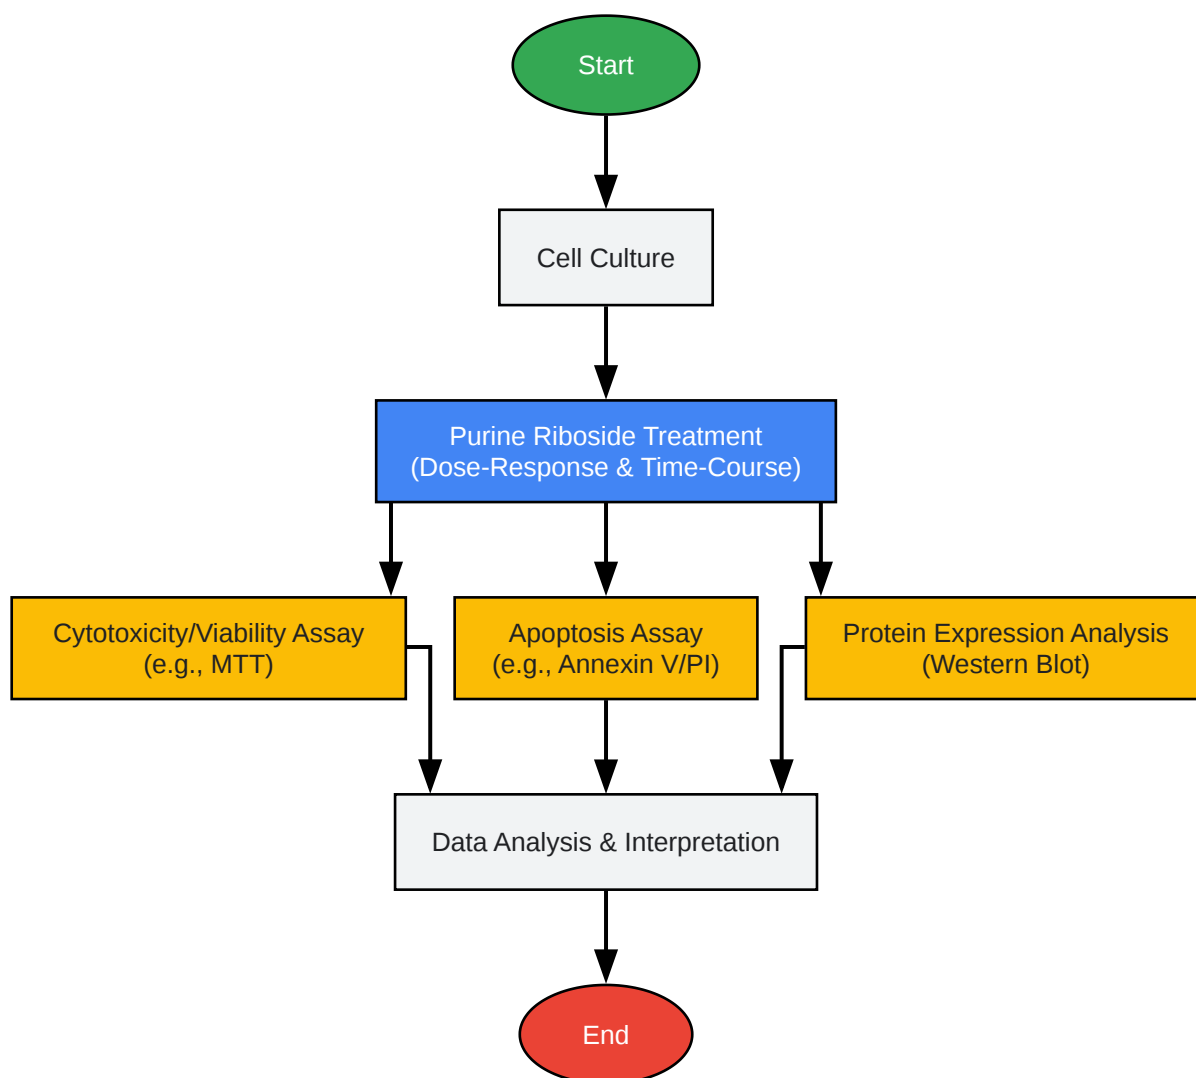 Start
Cell Culture
Purine Riboside Treatment
(Dose-Response & Time-Course)
Cytotoxicity/Viability Assay
(e.g., MTT)
Apoptosis Assay
(e.g., Annexin V/PI)
Protein Expression Analysis
(Western Blot)
Data Analysis & Interpretation
End